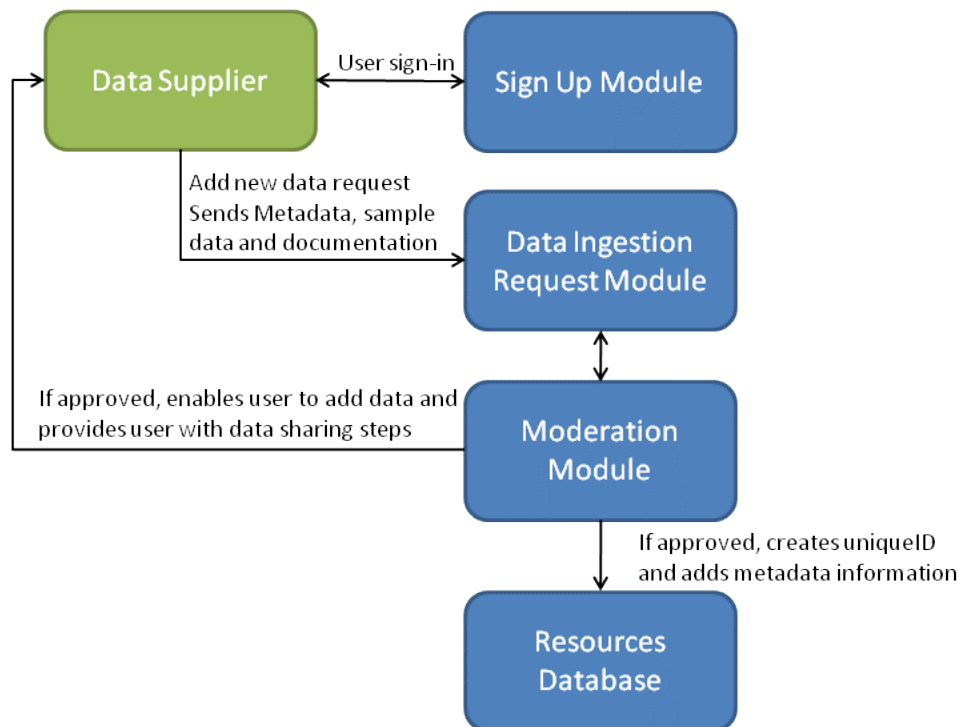 Data Supplier
User sign-in
Sign Up Module
Add new data request
Sends Metadata, sample
data and documentation
Data Ingestion
Request Module
If approved, enables user to add data and
provides user with data sharing steps
Moderation
Module
If approved, creates uniqueID
and adds metadata information
Resources
Database